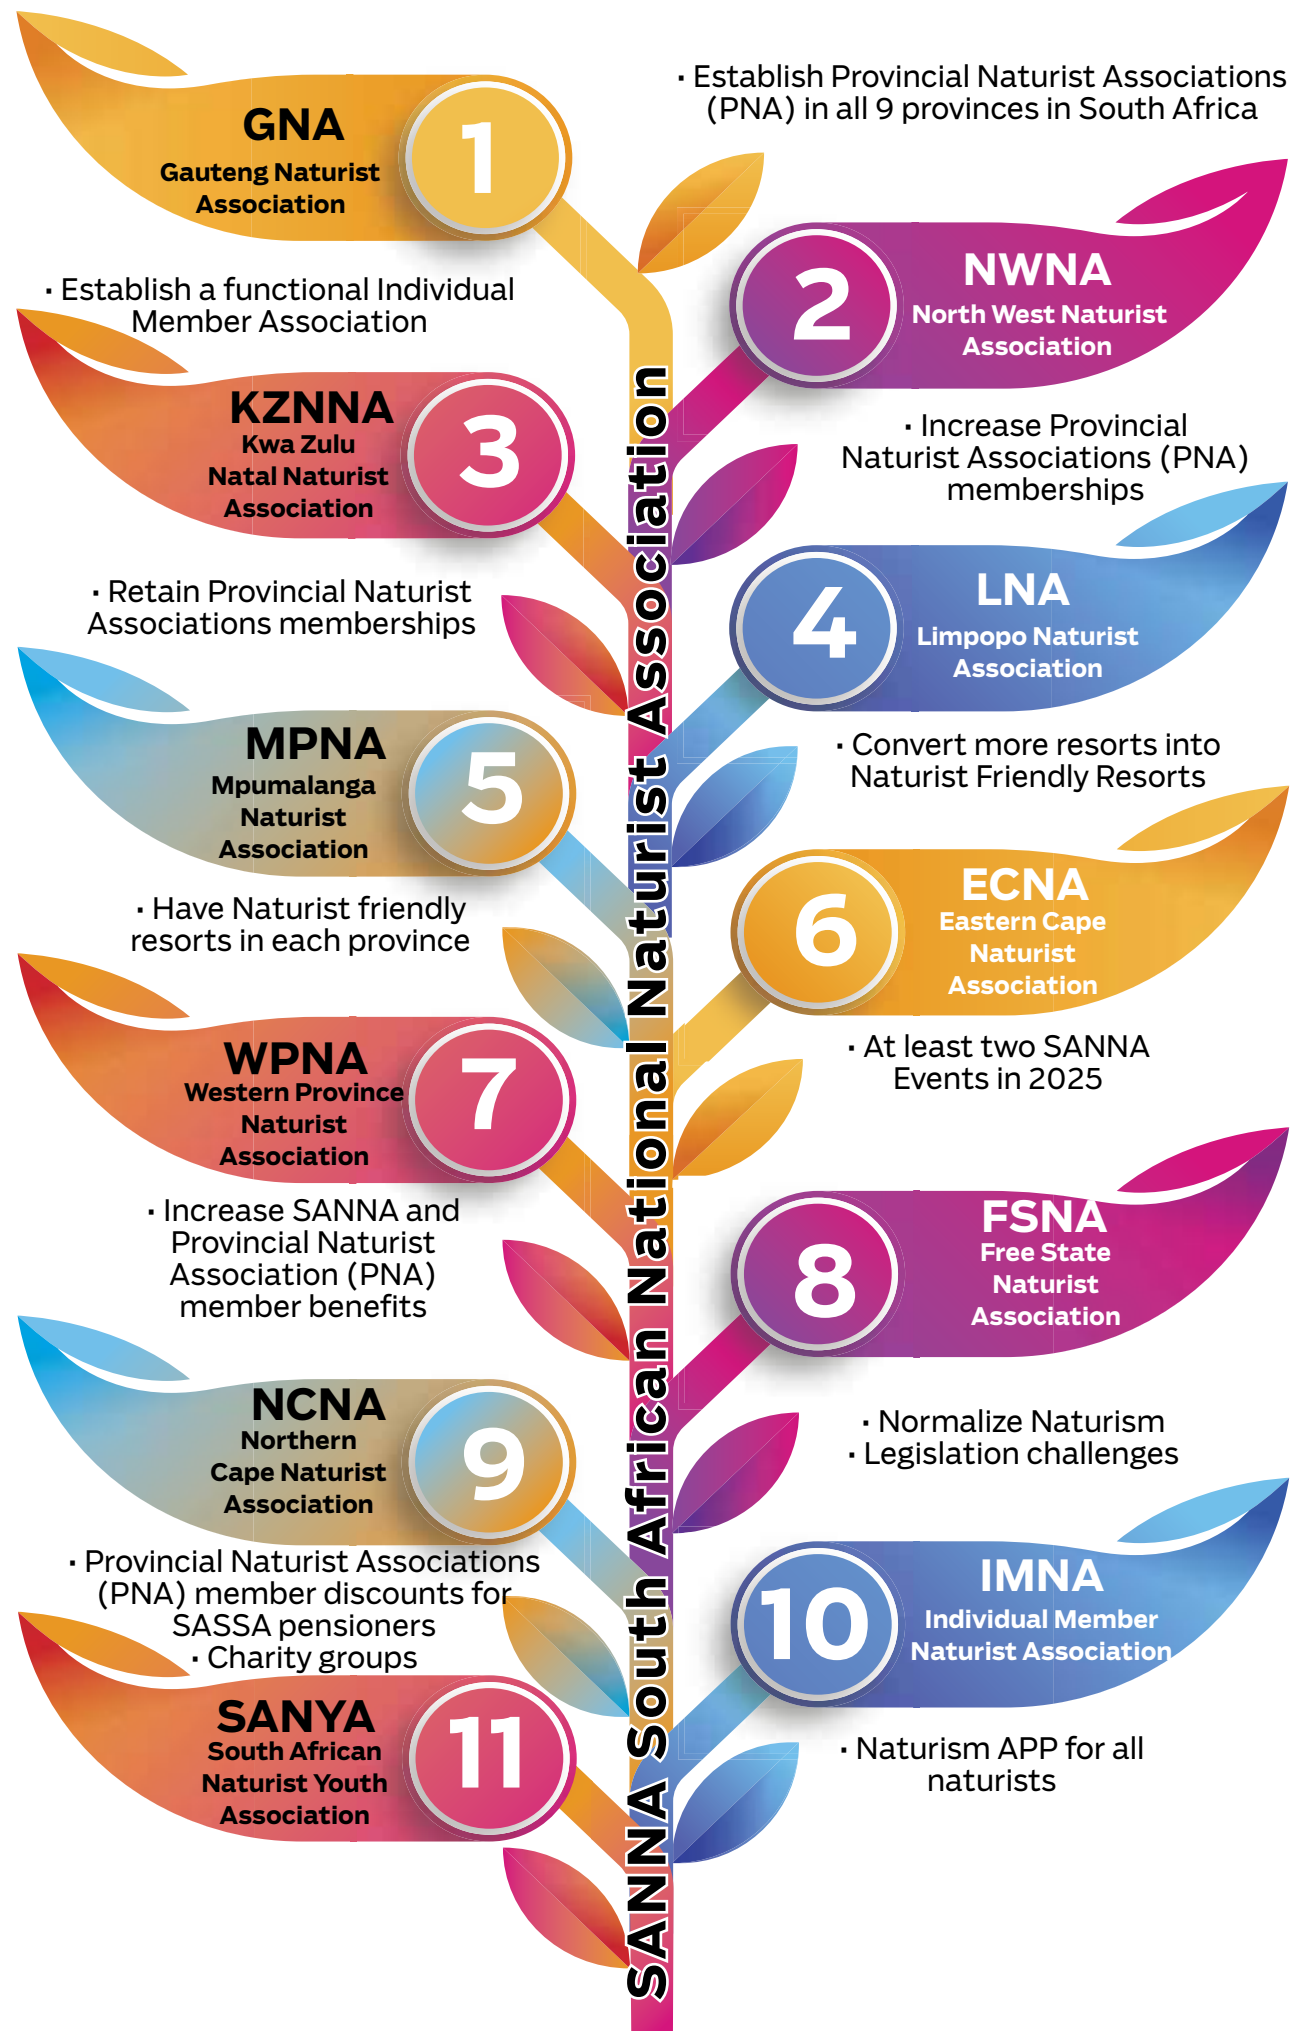 GNA
Gauteng Naturist
Association
1
· Establish Provincial Naturist Associations
(PNA) in all 9 provinces in South Africa
2
NWNA
North West Naturist
Association
· Establish a functional Individual
Member Association
KZNNA
Kwa Zulu
Natal Naturist
Association
3
· Increase Provincial
Naturist Associations (PNA)
memberships
4
LNA
Limpopo Naturist
Association
· Retain Provincial Naturist
Associations memberships
MPNA
Mpumalanga
Naturist
Association
5
· Convert more resorts into
Naturist Friendly Resorts
6
ECNA
Eastern Cape
Naturist
Association
· Have Naturist friendly
resorts in each province
WPNA
Western Province
Naturist
Association
7
· At least two SANNA
Events in 2025
8
FSNA
Free State
Naturist
Association
· Increase SANNA and
Provincial Naturist
Association (PNA)
member benefits
NCNA
Northern
Cape Naturist
Association
9
· Normalize Naturism
· Legislation challenges
10
IMNA
Individual Member
Naturist Association
· Provincial Naturist Associations
(PNA) member discounts for
SASSA pensioners
· Charity groups
SANYA
South African
Naturist Youth
Association
11
· Naturism APP for all
naturists
SANNA South African National Naturist Association